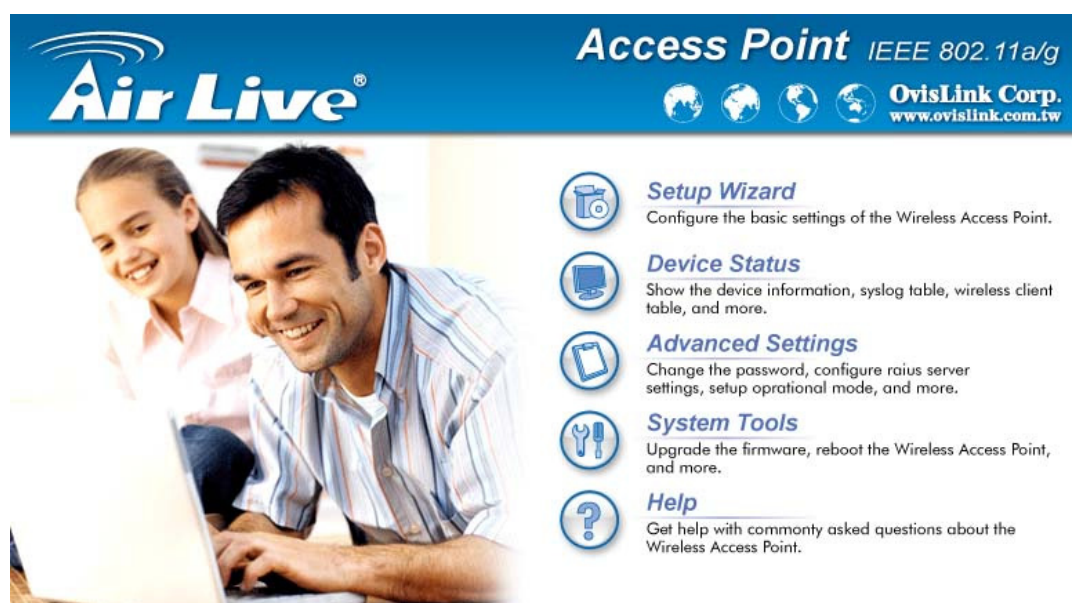 Air Live®
Access Point IEEE 802.11a/g
OvisLink Corp.
www.ovislink.com.tw
Setup Wizard
Configure the basic settings of the Wireless Access Point.
Device Status
Show the device information, syslog table, wireless client
table, and more.
Advanced Settings
Change the password, configure raius server
settings, setup oprational mode, and more.
System Tools
Upgrade the firmware, reboot the Wireless Access Point,
and more.
Help
Get help with commonty asked questions about the
Wireless Access Point.